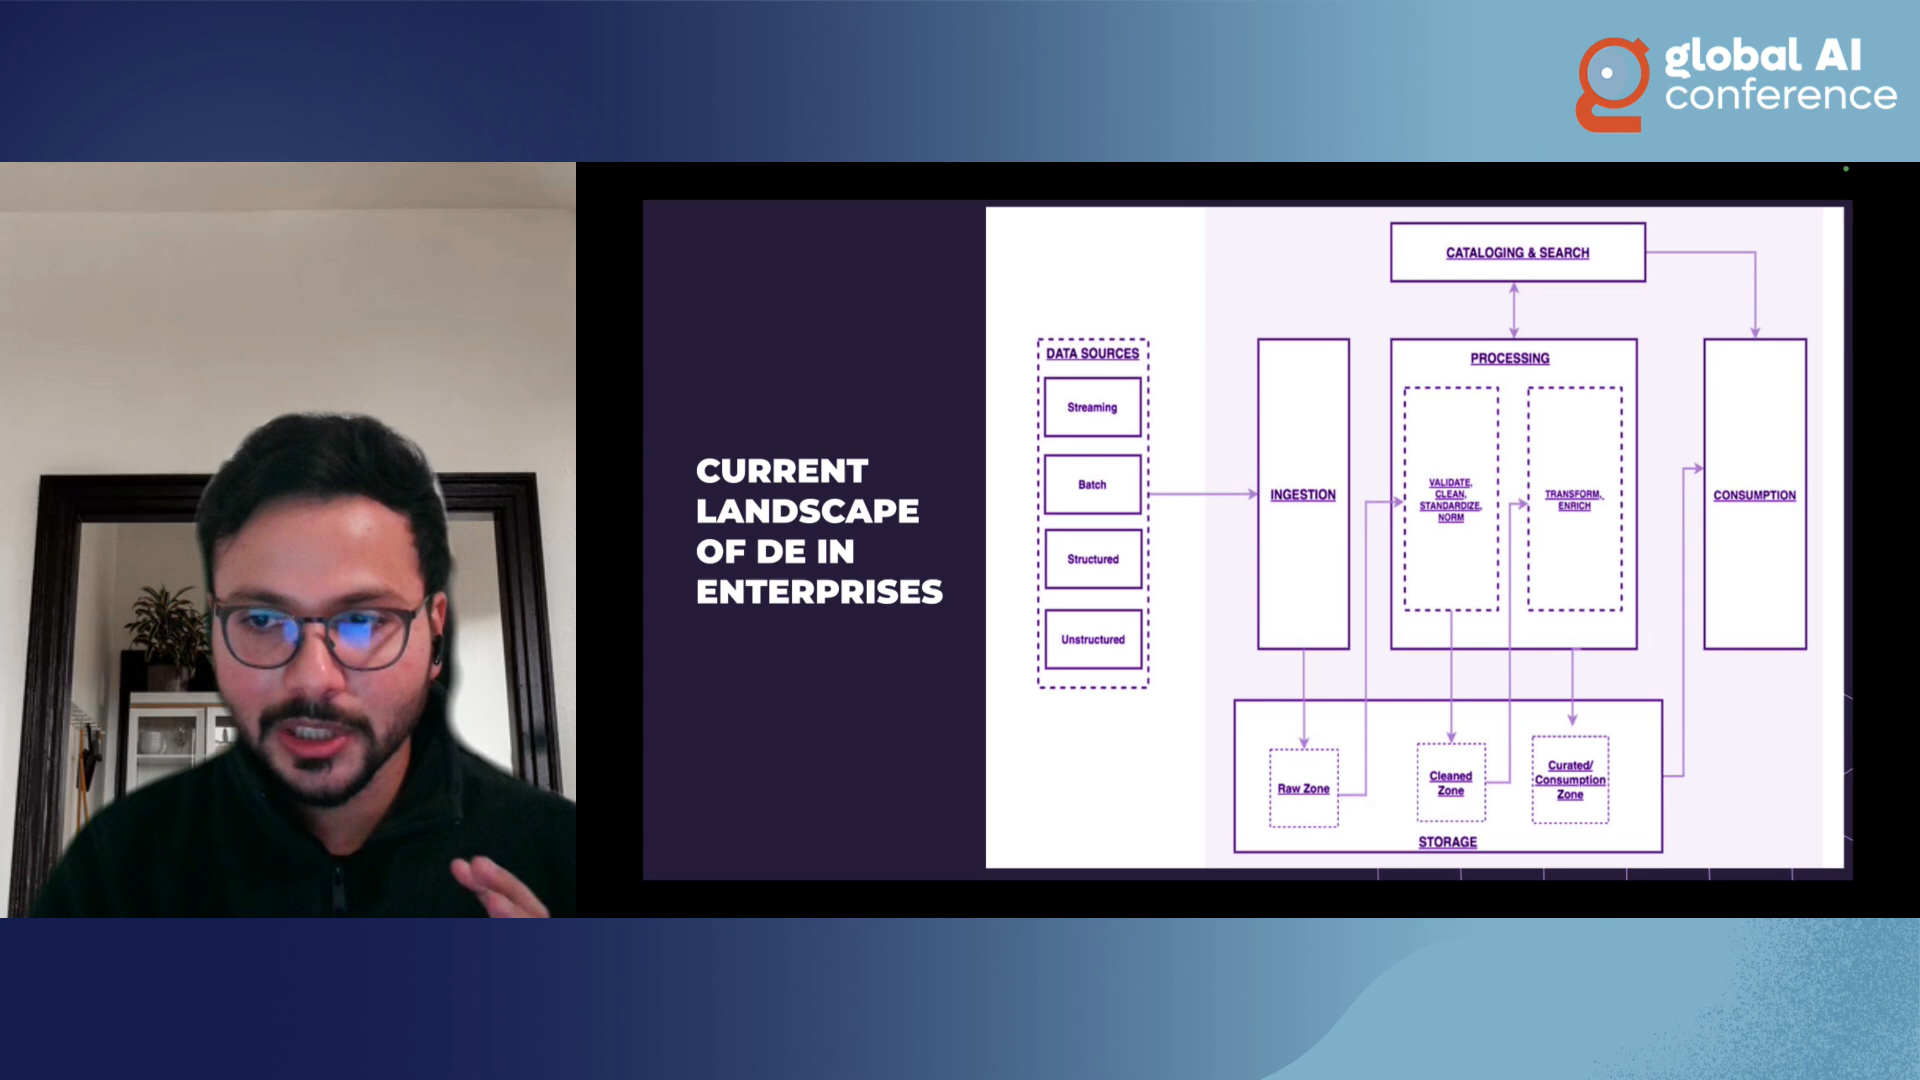 global AI
conference
CURRENT
LANDSCAPE
OF DE IN
ENTERPRISES
CATALOGING & SEARCH
DATA SOURCES
Streaming
Batch
Structured
Unstructured
INGESTION
PROCESSING
VALIDATE,
CLEAN,
STANDARDIZE,
NORM
TRANSFORM,
ENRICH
CONSUMPTION
Raw Zone
Cleaned
Zone
Curated/
Consumption
Zone
STORAGE